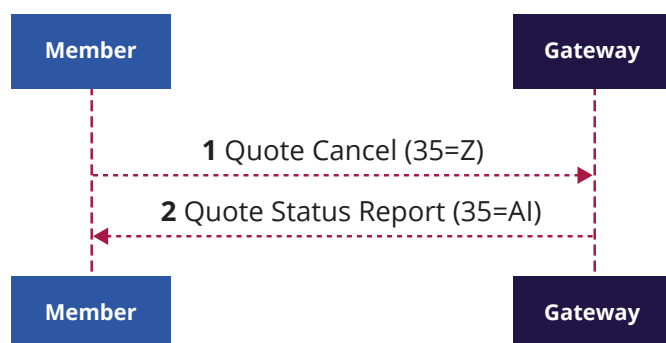 Member Gateway
1 Quote Cancel (35=Z)
2 Quote Status Report (35=AI)
Member Gateway